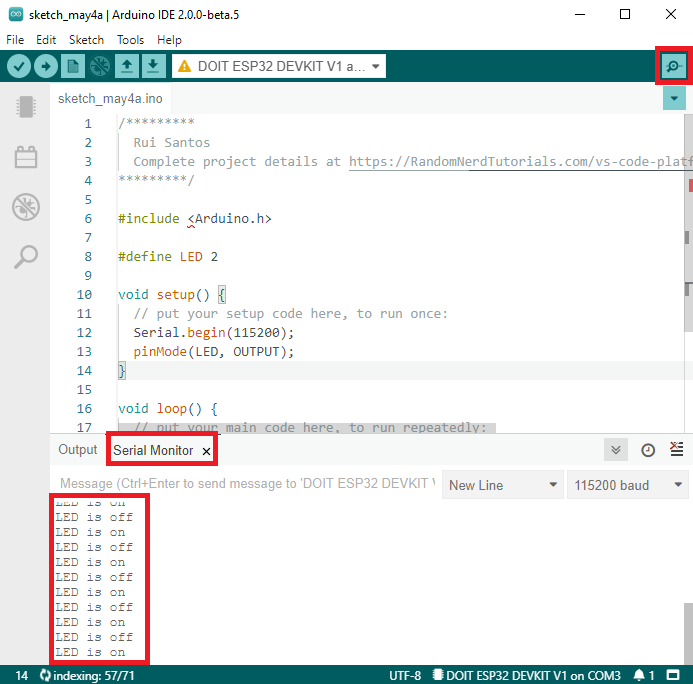 sketch_may4a | Arduino IDE 2.0.0-beta.5
File Edit Sketch Tools Help
DOIT ESP32 DEVKIT V1 a...
sketch_may4a.ino
1 /*********
2 Rui Santos
3 Complete project details at https://RandomNerdTutorials.com/vs-code-platf
4 *********/
5
6 #include <Arduino.h>
7
8 #define LED 2
9
10 void setup() {
11 // put your setup code here, to run once:
12 Serial.begin(115200);
13 pinMode(LED, OUTPUT);
14 }
15
16 void loop() {
17 // put your main code here, to run repeatedly:
Output Serial Monitor ×
Message (Ctrl+Enter to send message to 'DOIT ESP32 DEVKIT V New Line 115200 baud
LED is on
LED is off
LED is on
LED is off
LED is on
LED is off
LED is on
LED is off
LED is on
LED is off
LED is on
14 indexing: 57/71 UTF-8 DOIT ESP32 DEVKIT V1 on COM3 1